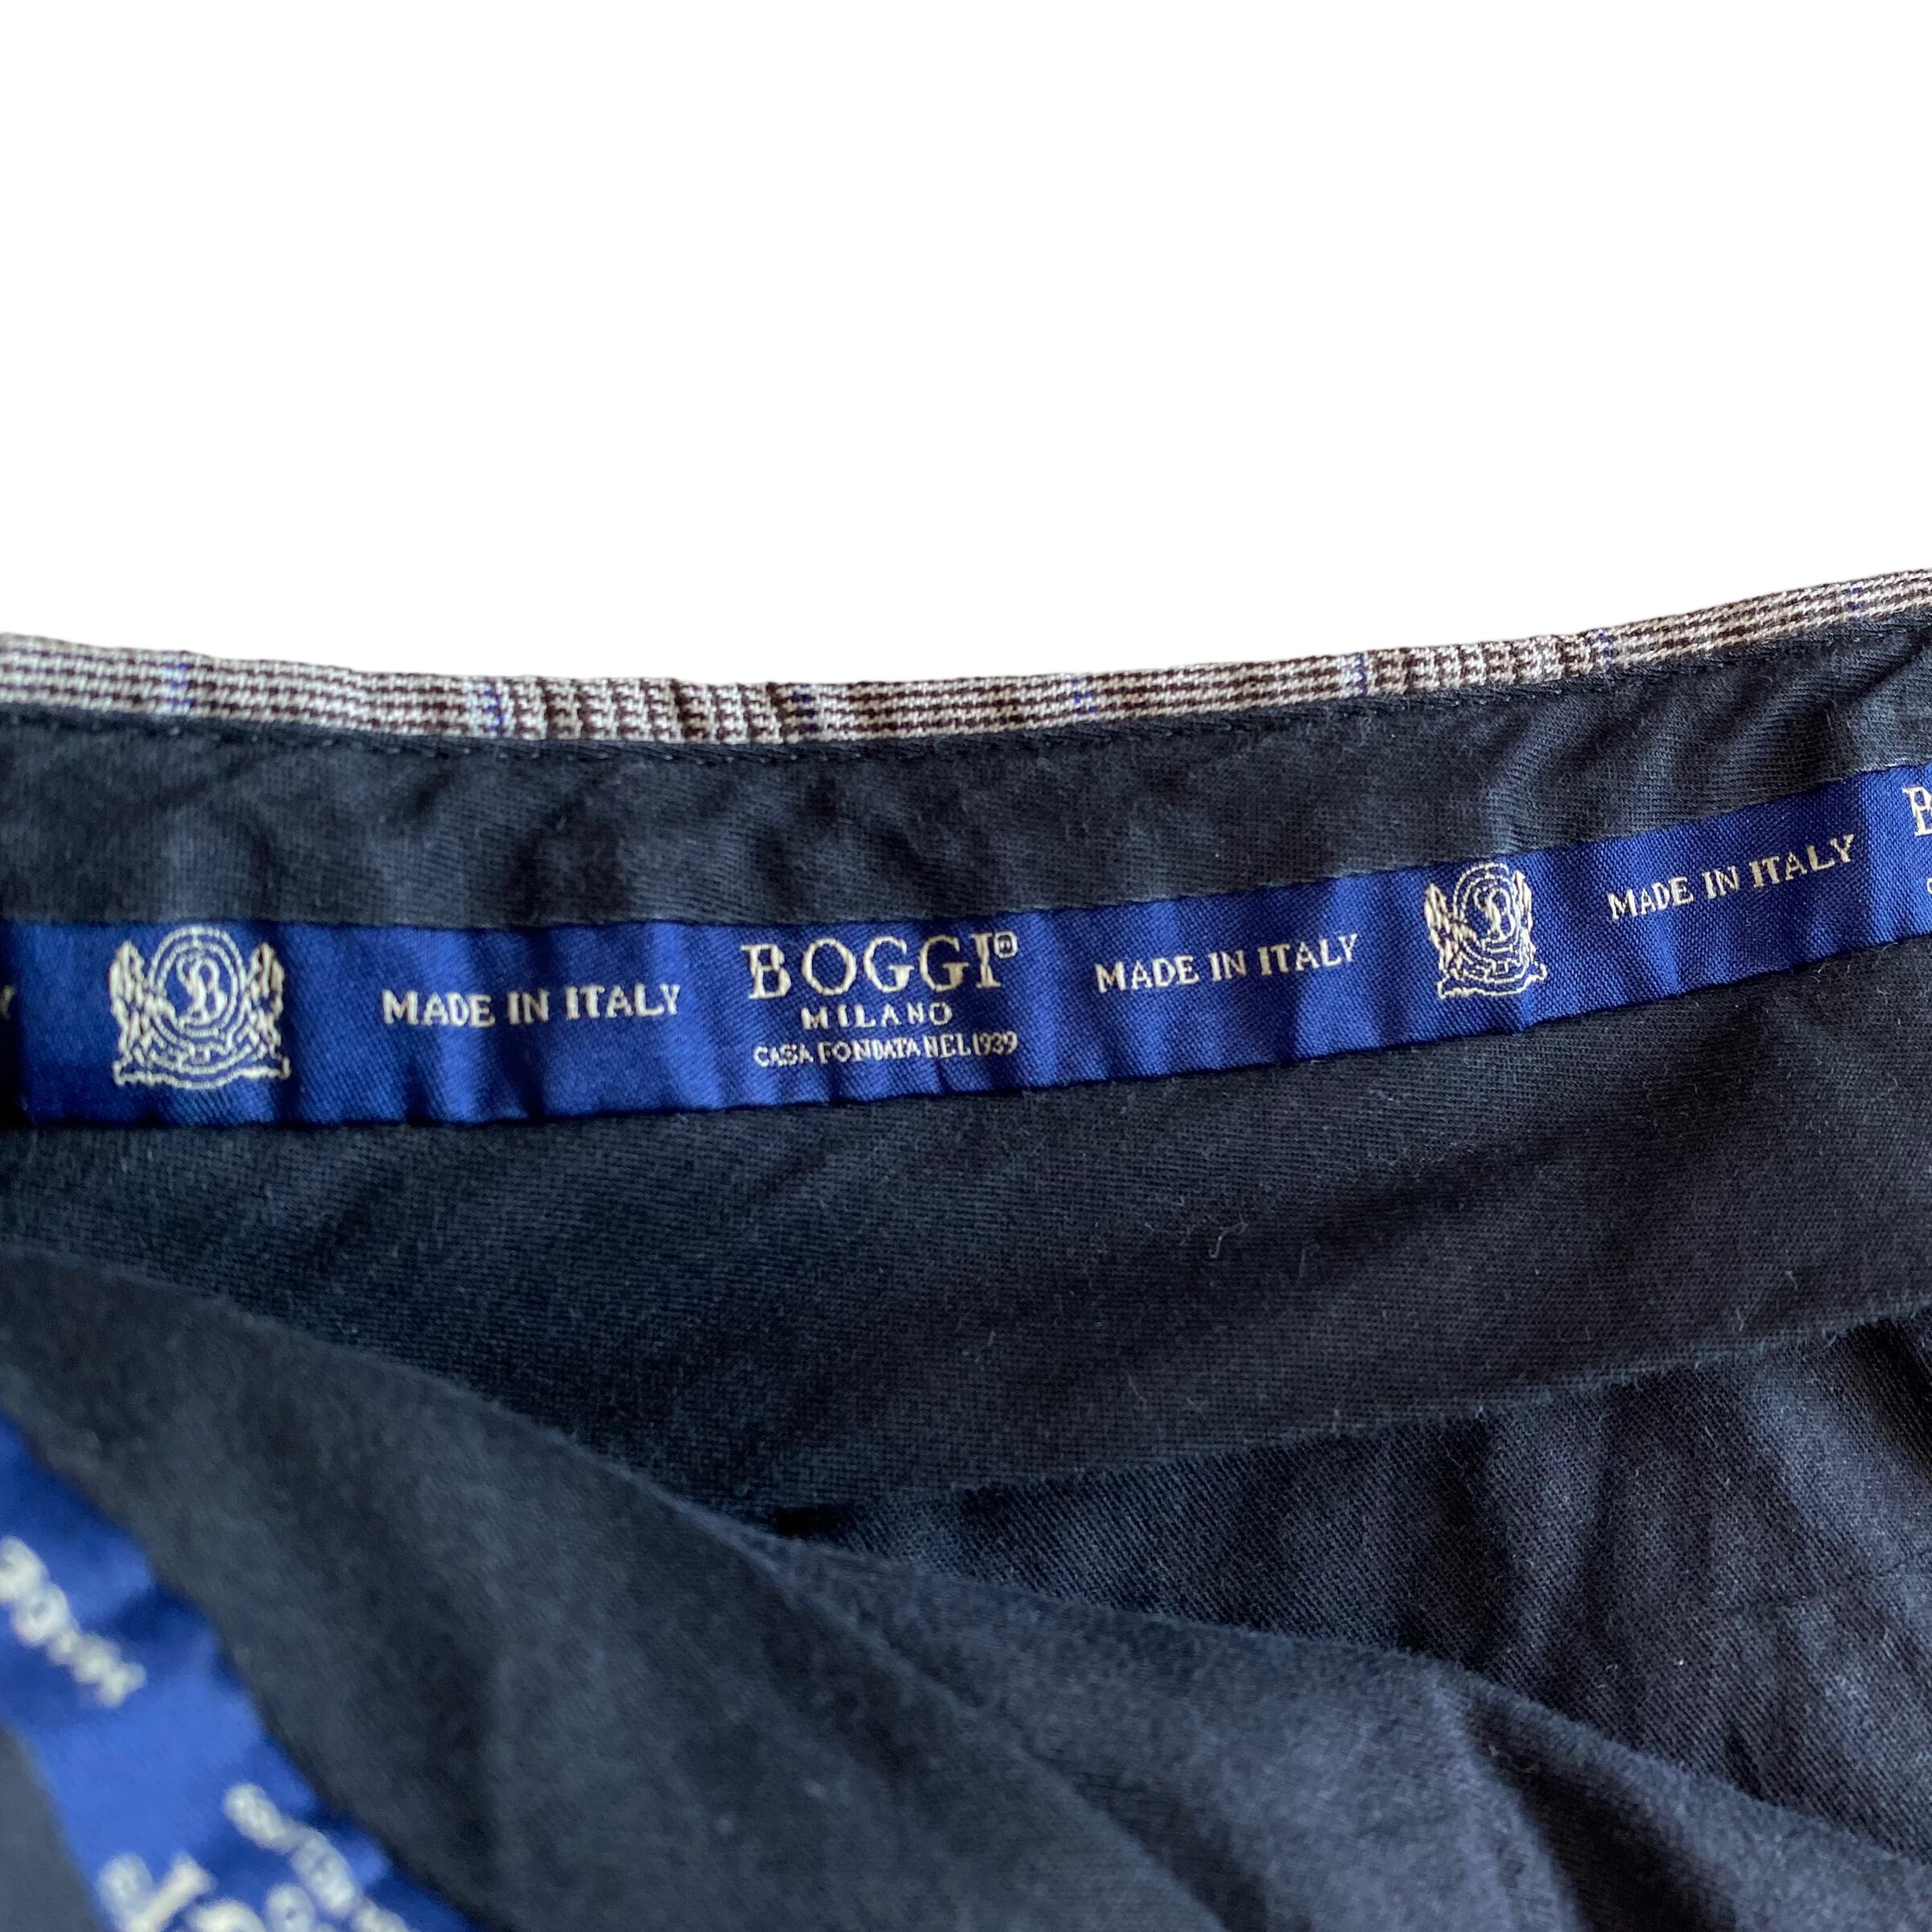 MADE IN ITALY
BOGGI
MILANO
CASA FONDATA NEL 1939
MADE IN ITALY
B
MADE IN ITALY